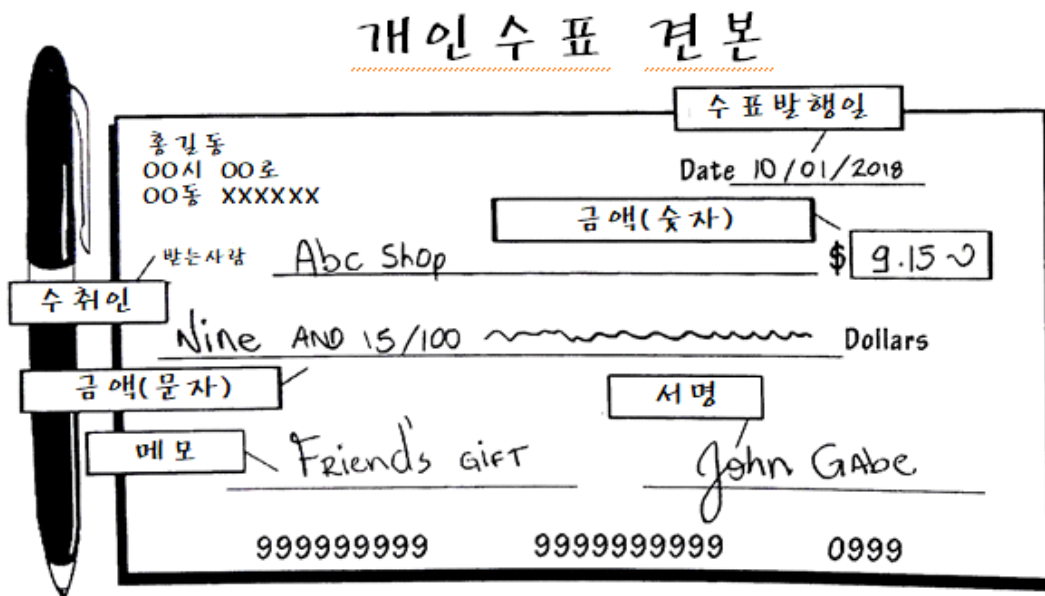 개인수표 견본
수표발행일
홍길동
OO시 OO로
OO동 XXXXXX
Date 10/01/2018
금액(숫자)
받는사람
Abc Shop
$ 9.15
수취인
Nine AND 15/100 Dollars
금액(문자)
서명
메모
Friend's GIFT
John GABe
999999999 9999999999 0999